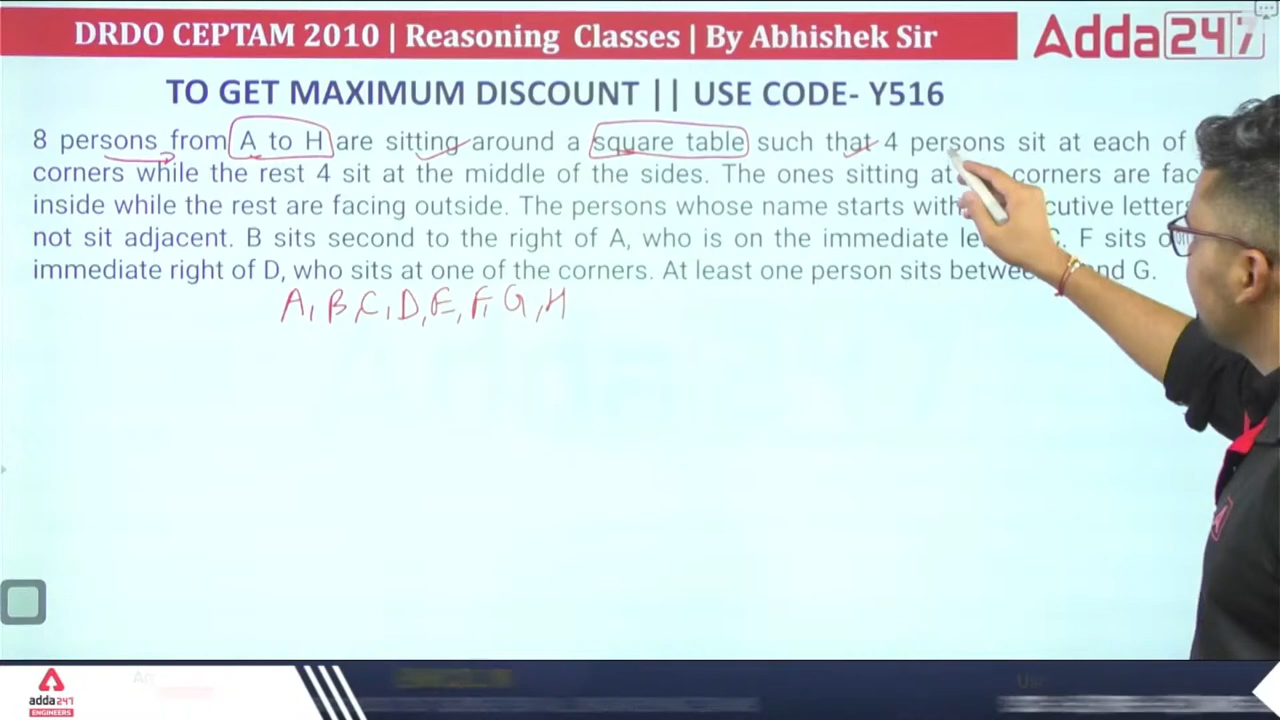 DRDO CEPTAM 2010 | Reasoning Classes | By Abhishek Sir
Adda247
TO GET MAXIMUM DISCOUNT || USE CODE- Y516
8 persons from A to H are sitting around a square table such that 4 persons sit at each of
corners while the rest 4 sit at the middle of the sides. The ones sitting at corners are
inside while the rest are facing outside. The persons whose name starts with
not sit adjacent. B sits second to the right of A, who is on the immediate F sits
immediate right of D, who sits at one of the corners. At least one person sits and G.
A, B, C, D, E, F, G, H
adda247
ENGINEERS